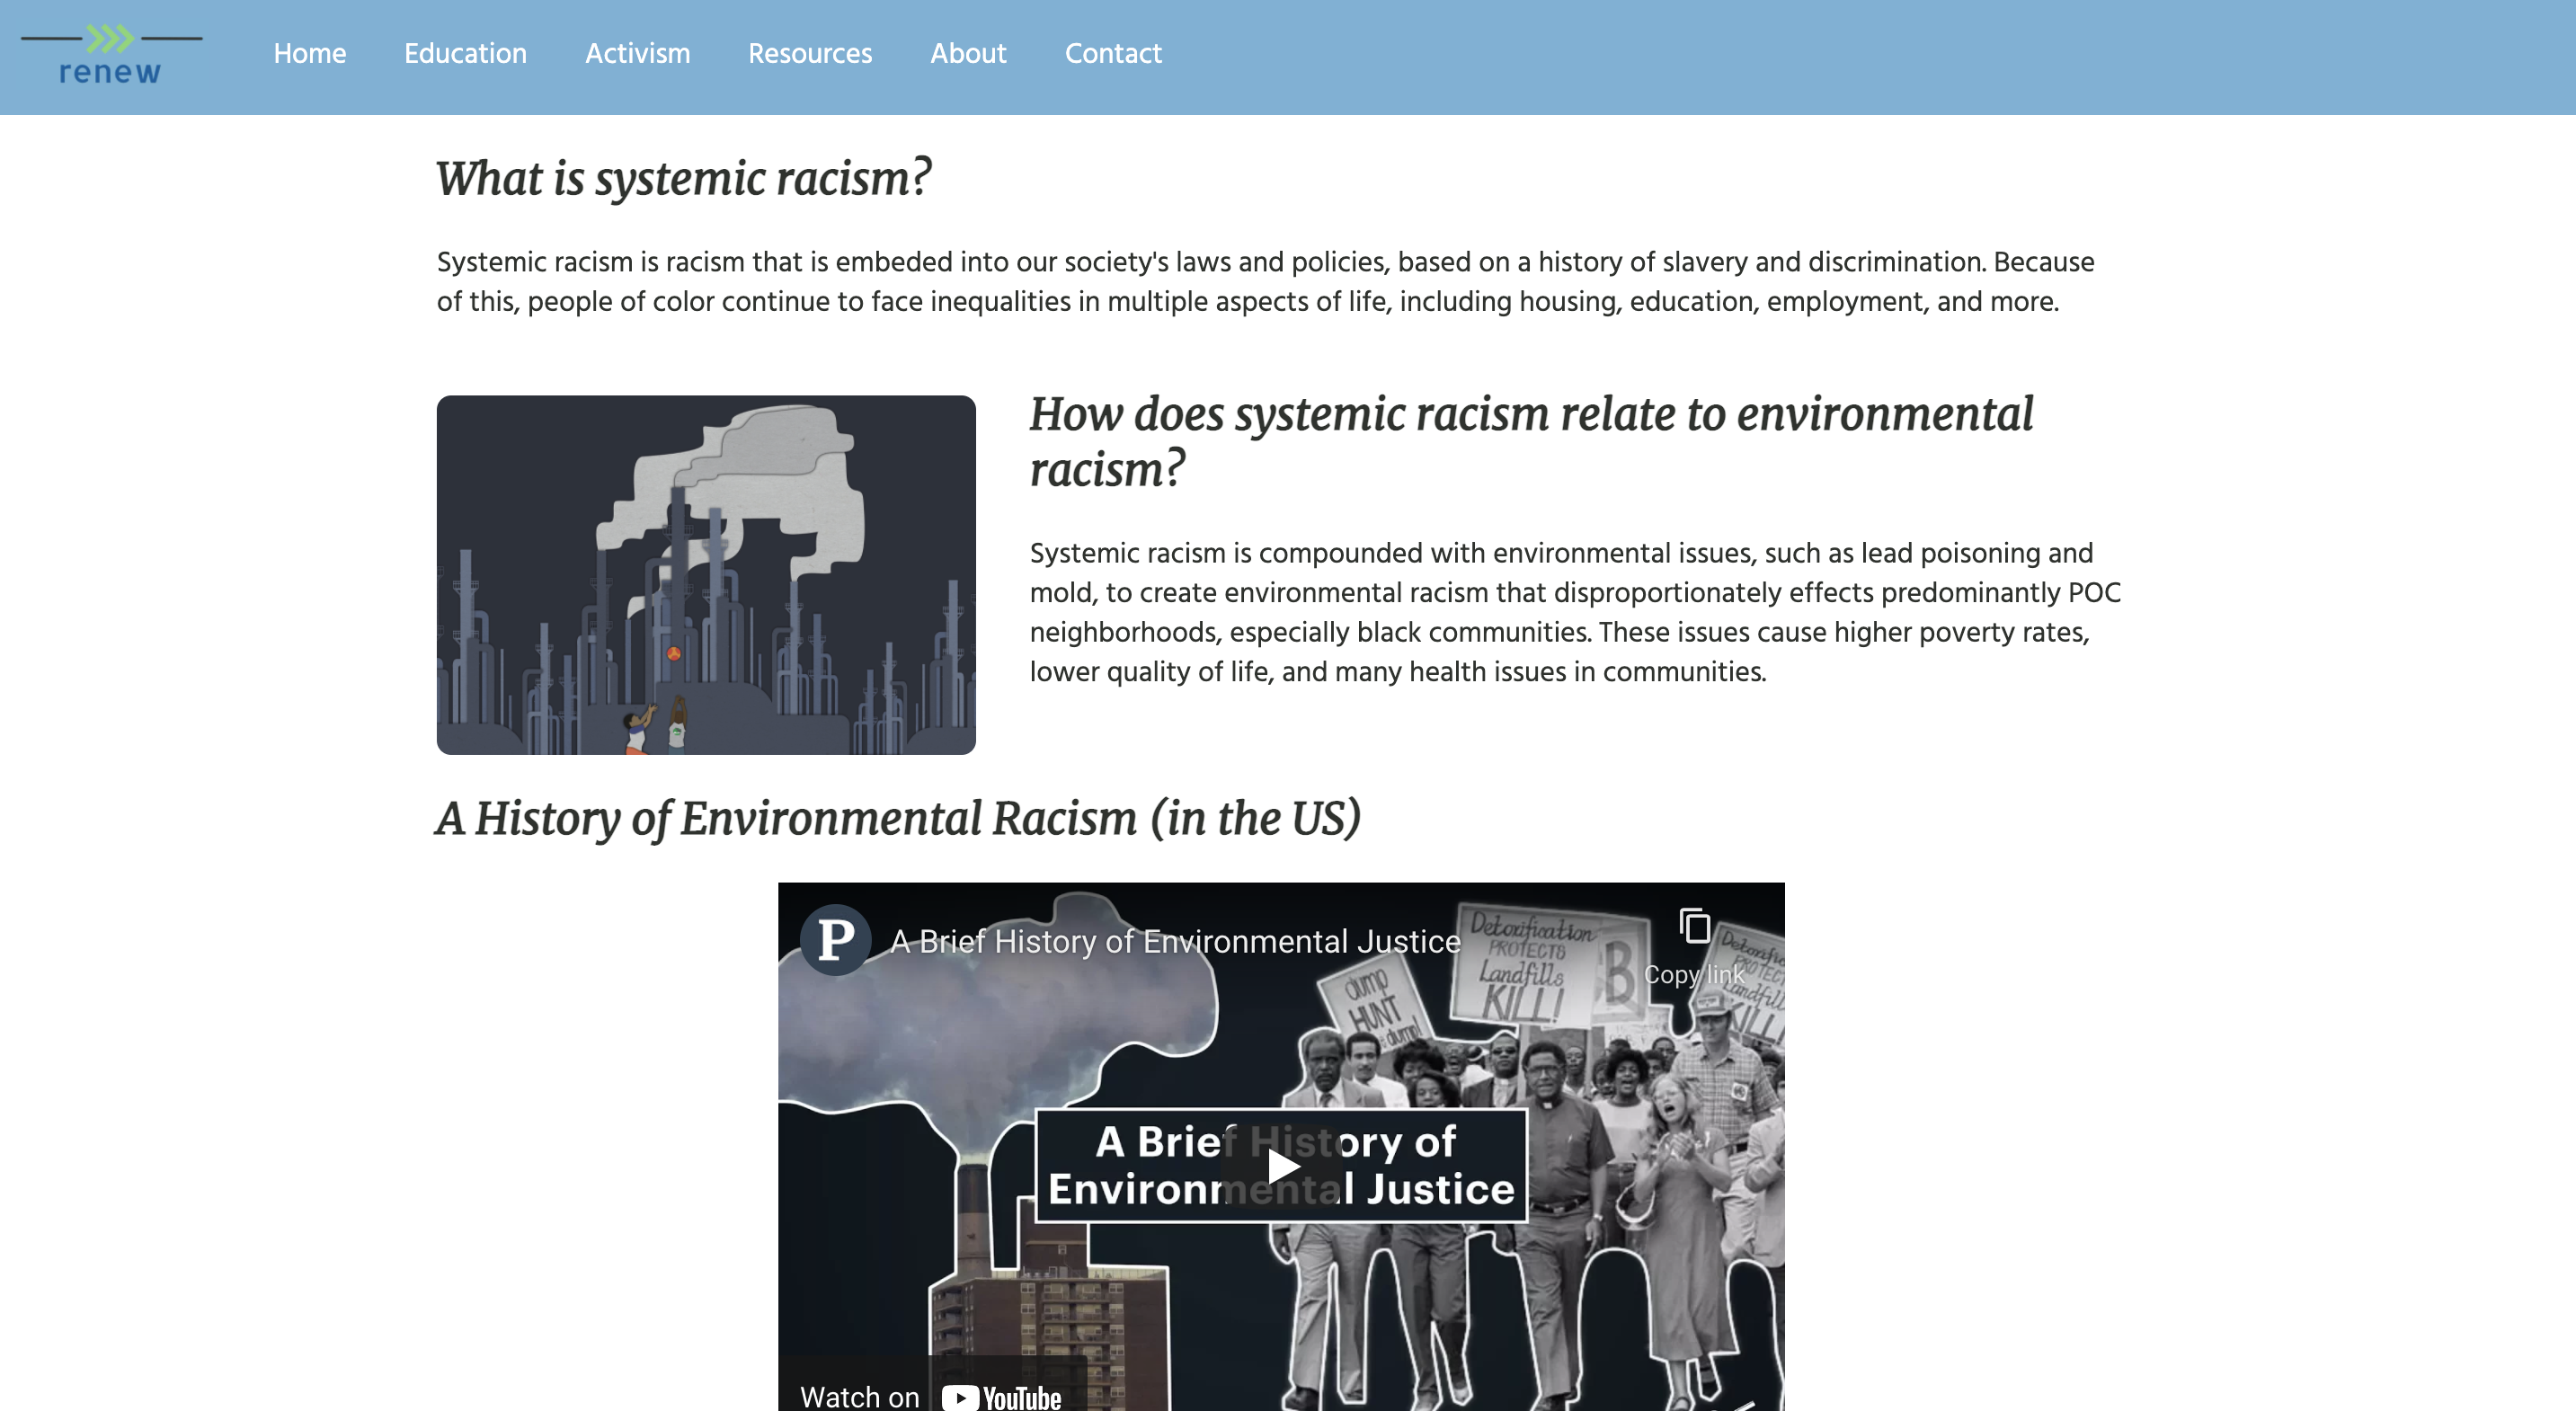 renew
Home Education Activism Resources About Contact
What is systemic racism?
Systemic racism is racism that is embeded into our society's laws and policies, based on a history of slavery and discrimination. Because
of this, people of color continue to face inequalities in multiple aspects of life, including housing, education, employment, and more.
How does systemic racism relate to environmental
racism?
Systemic racism is compounded with environmental issues, such as lead poisoning and
mold, to create environmental racism that disproportionately effects predominantly POC
neighborhoods, especially black communities. These issues cause higher poverty rates,
lower quality of life, and many health issues in communities.
A History of Environmental Racism (in the US)
P A Brief History of Environmental Justice
Copy link
Detoxification
PROTECTS
Landfills
KILL!
B
dump
HUNT
dump!
Landfills
KILL
A Brief History of
Environmental Justice
Watch on YouTube